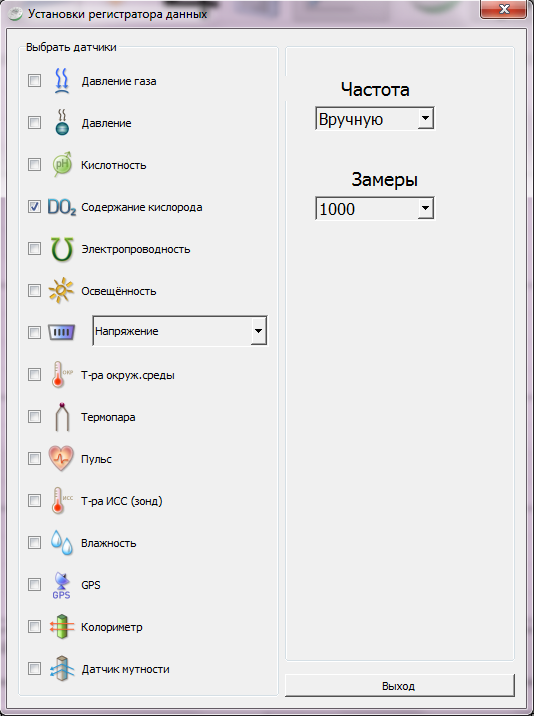 Установки регистратора данных
Выбрать датчики
Давление газа
Давление
pH
Кислотность
DO2
Содержание кислорода
Электропроводность
Освещённость
Напряжение
ОКР
Т-ра окруж.среды
Термопара
Пульс
ИСС
Т-ра ИСС (зонд)
Влажность
GPS
GPS
Колориметр
Датчик мутности
Частота
Вручную
Замеры
1000
Выход